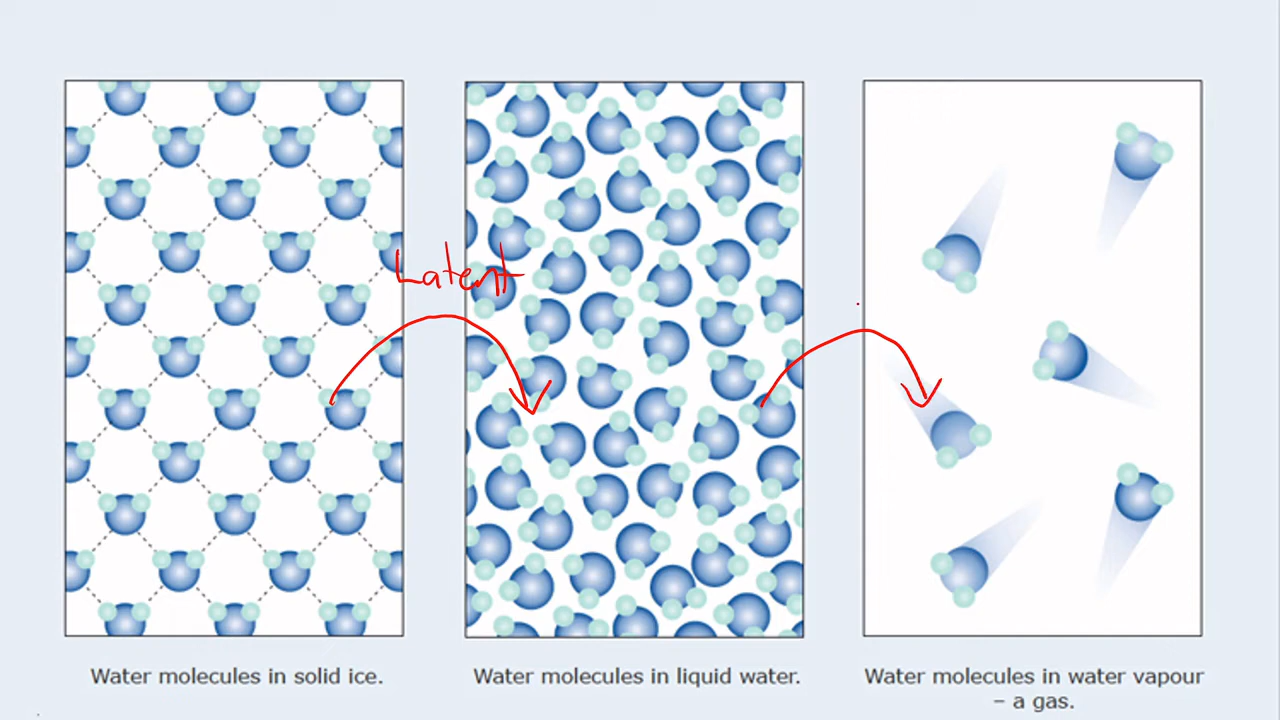 Latent
Water molecules in solid ice.
Water molecules in liquid water.
Water molecules in water vapour
– a gas.